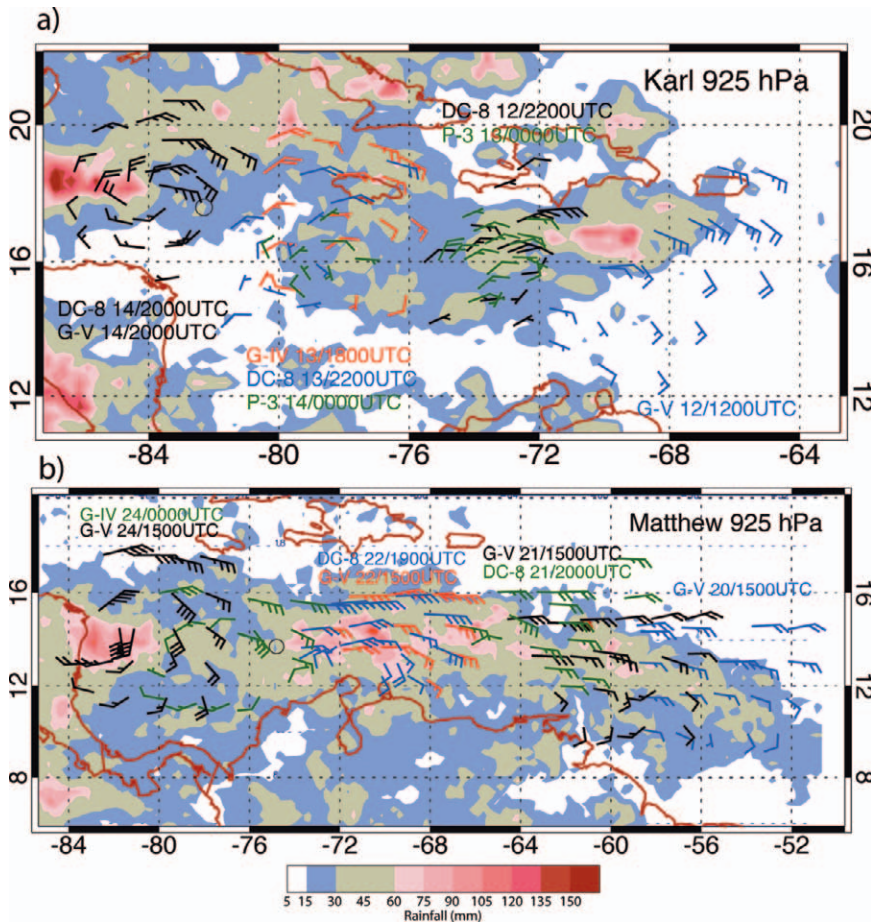 a)
Karl 925 hPa
DC-8 12/2200UTC
P-3 13/0000UTC
20
20
16
16
DC-8 14/2000UTC
G-V 14/2000UTC
G-IV 13/1800UTC
DC-8 13/2200UTC
P-3 14/0000UTC
12
12
G-V 12/1200UTC
-84 -80 -76 -72 -68 -64
b)
G-IV 24/0000UTC
G-V 24/1500UTC
Matthew 925 hPa
18
DC-8 22/1900UTC
G-V 22/1500UTC
G-V 21/1500UTC
DC-8 21/2000UTC
G-V 20/1500UTC
16
16
12
12
8
8
-84 -80 -76 -72 -68 -64 -60 -56 -52
5 15 30 45 60 75 90 105 120 135 150
Rainfall (mm)